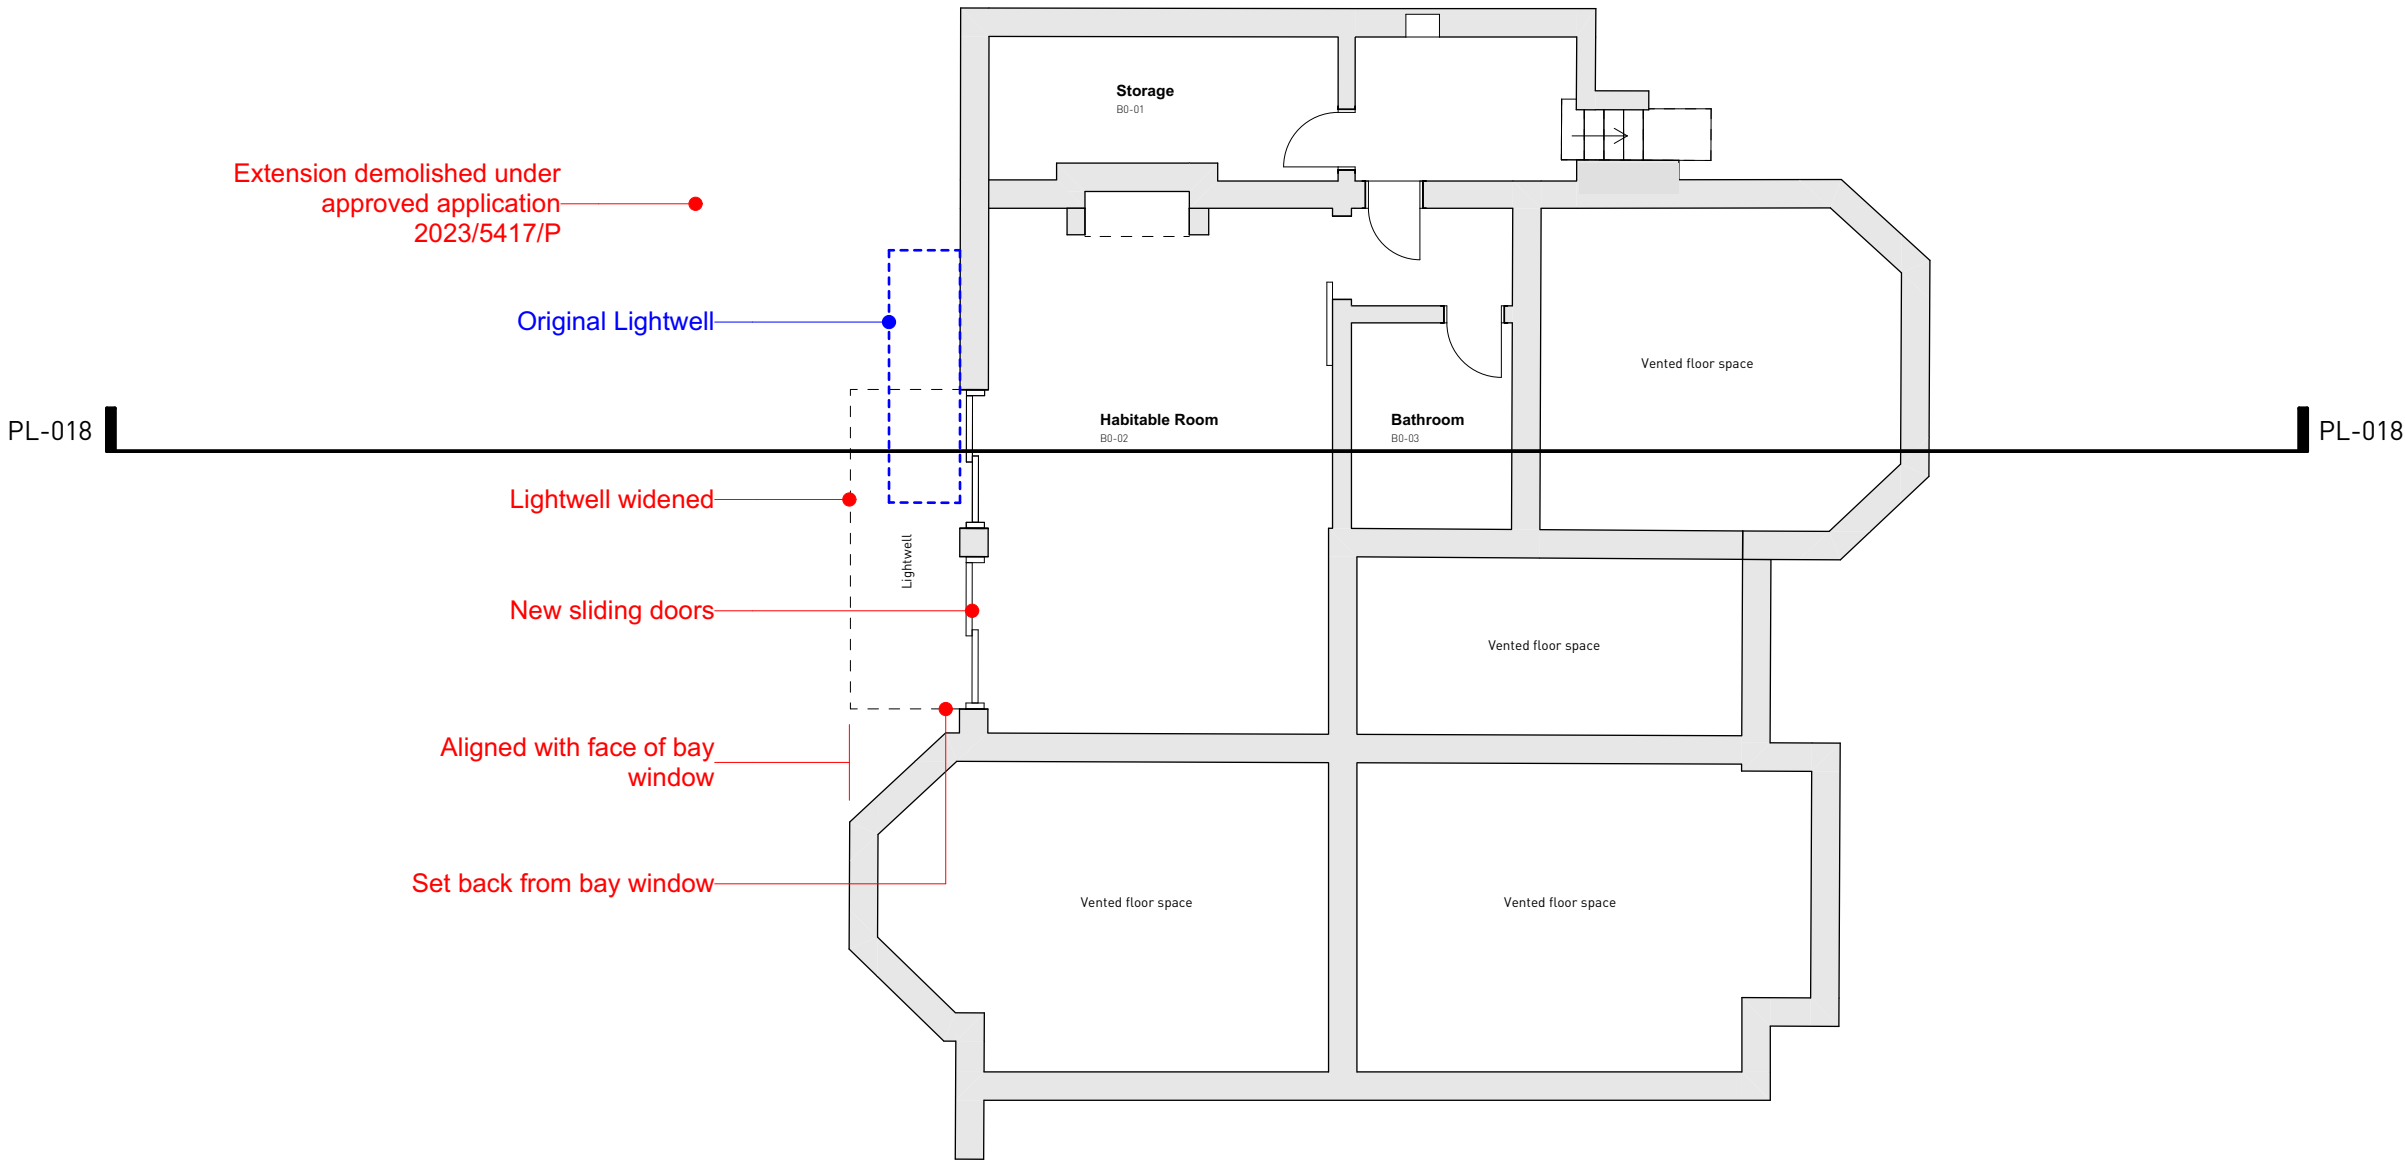 Storage
B0-01
Extension demolished under
approved application
2023/5417/P
Original Lightwell
Vented floor space
PL-018
Habitable Room
B0-02
Bathroom
B0-03
PL-018
Lightwell widened
Lightwell
New sliding doors
Vented floor space
Aligned with face of bay
window
Set back from bay window
Vented floor space
Vented floor space